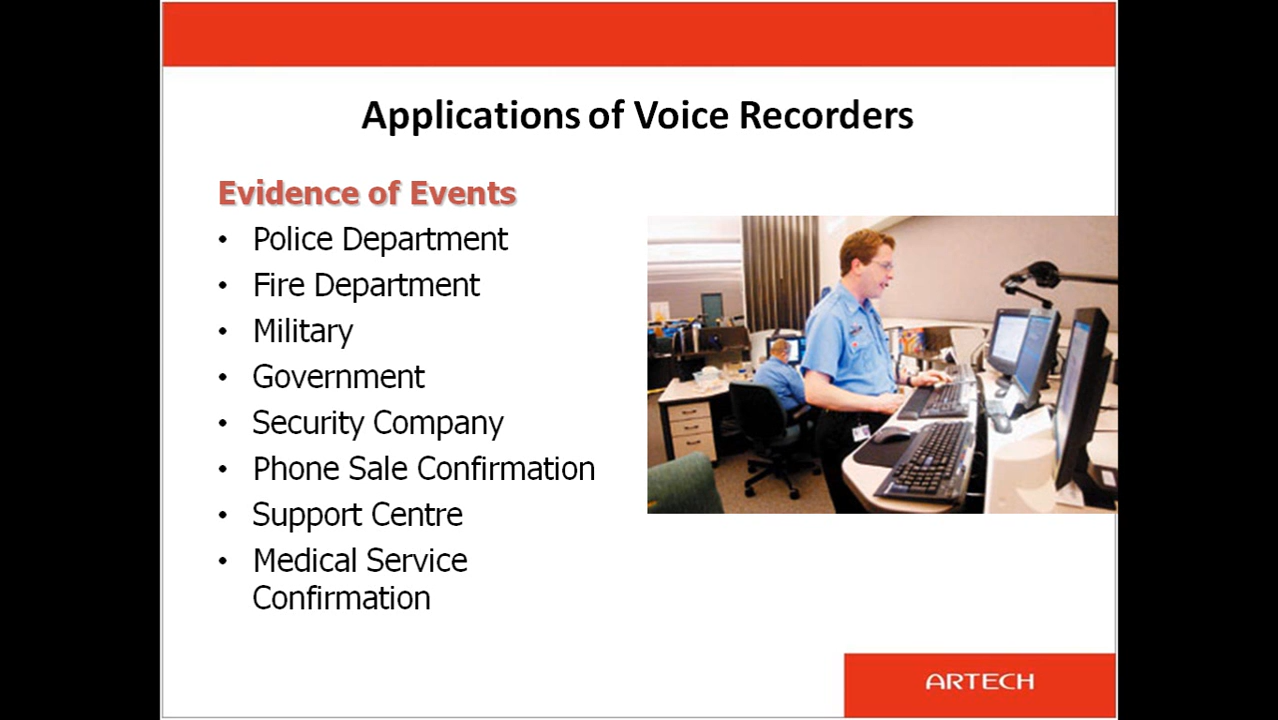 Applications of Voice Recorders
Evidence of Events
• Police Department
• Fire Department
• Military
• Government
• Security Company
• Phone Sale Confirmation
• Support Centre
• Medical Service
Confirmation
ARTECH